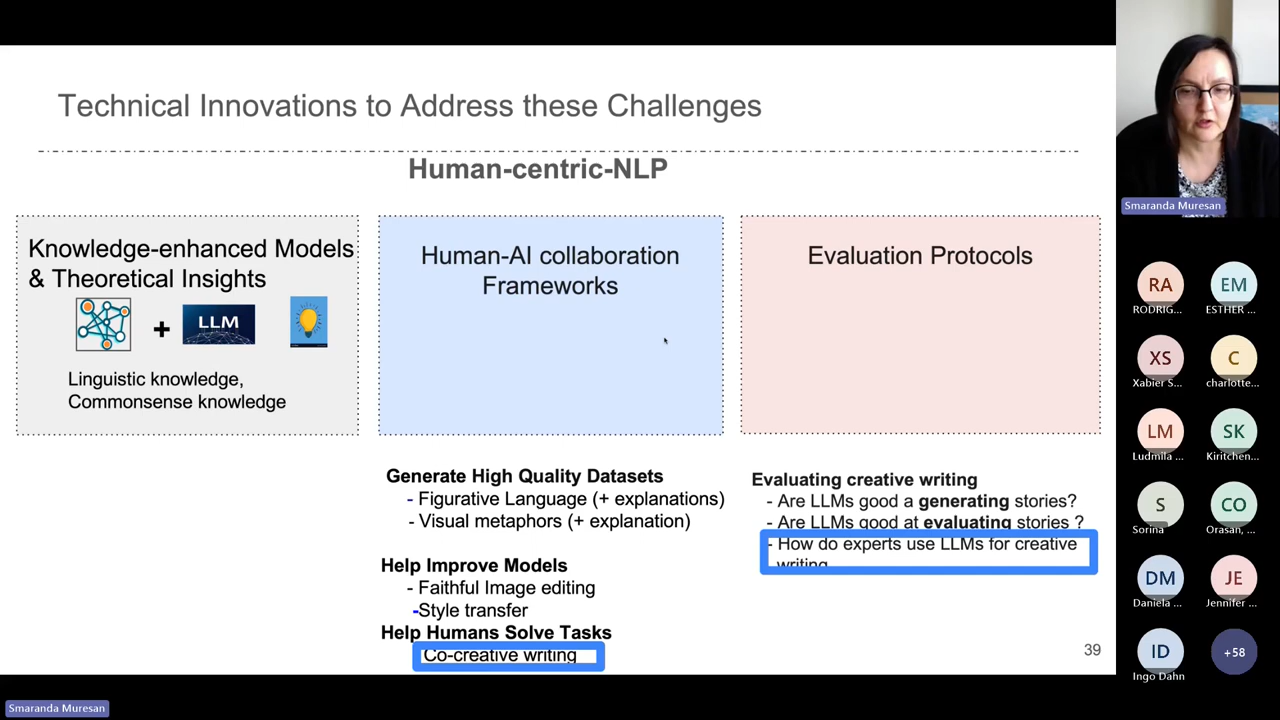 Technical Innovations to Address these Challenges
Human-centric-NLP
Knowledge-enhanced Models
& Theoretical Insights
+
LLM
Linguistic knowledge,
Commonsense knowledge
Human-AI collaboration
Frameworks
Evaluation Protocols
Generate High Quality Datasets
- Figurative Language (+ explanations)
- Visual metaphors (+ explanation)
Help Improve Models
- Faithful Image editing
-Style transfer
Help Humans Solve Tasks
Co-creative writing
Evaluating creative writing
- Are LLMs good a generating stories?
- Are LLMs good at evaluating stories ?
- How do experts use LLMs for creative
writing
39
Smaranda Muresan
RA
RODRIG...
EM
ESTHER ...
XS
Xabier S...
C
charlotte...
LM
Ludmila ...
SK
Kiritchen...
S
Sorina
CO
Orasan, ...
DM
Daniela ...
JE
Jennifer ...
ID
Ingo Dahn
+58
Smaranda Muresan